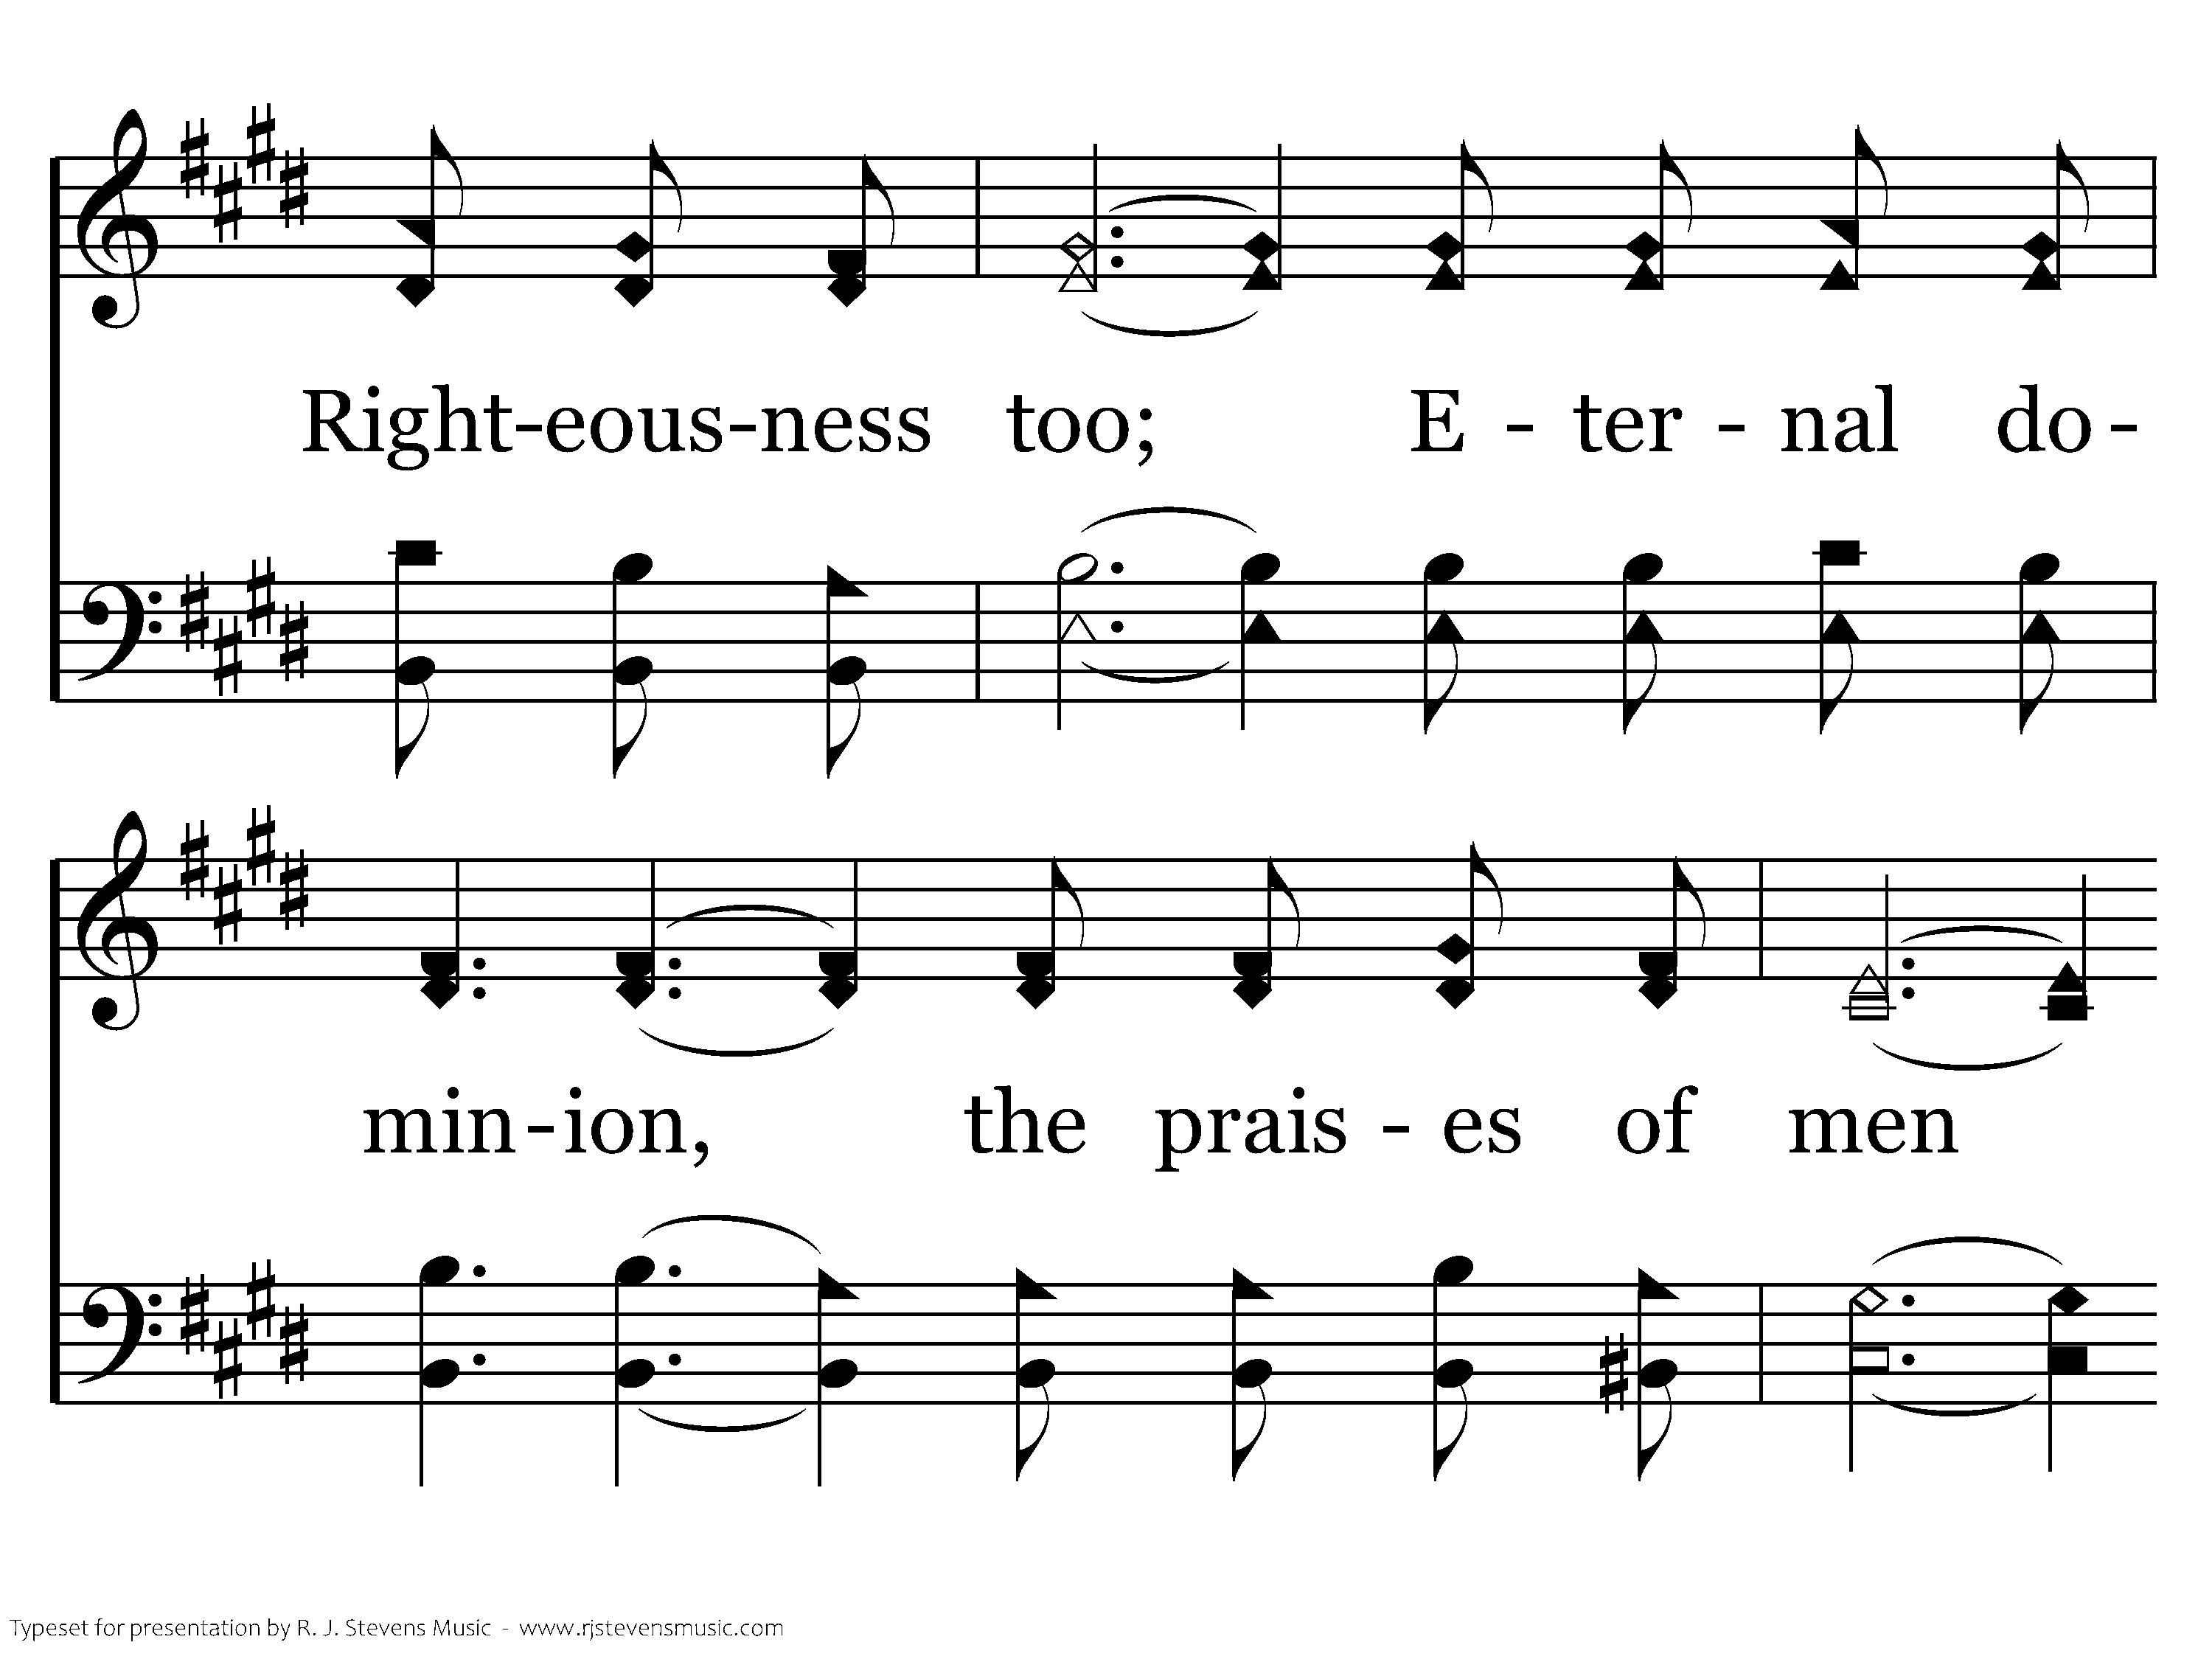 Right-eous-ness too; E - ter - nal do -
min-ion, the prais - es of men
Typeset for presentation by R. J. Stevens Music - www.rjstevensmusic.com